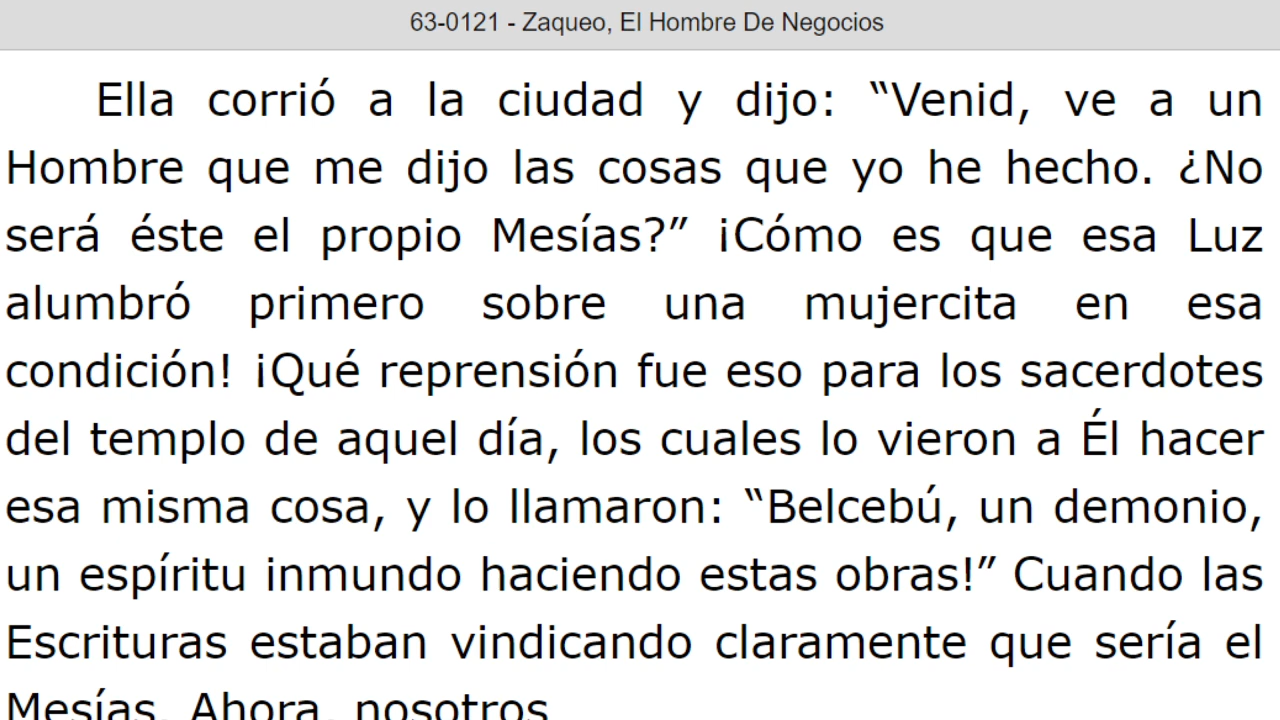 63-0121 - Zaqueo, El Hombre De Negocios
Ella corrió a la ciudad y dijo: “Venid, ve a un
Hombre que me dijo las cosas que yo he hecho. ¿No
será éste el propio Mesías?” ¡Cómo es que esa Luz
alumbró primero sobre una mujercita en esa
condición! ¡Qué reprensión fue eso para los sacerdotes
del templo de aquel día, los cuales lo vieron a Él hacer
esa misma cosa, y lo llamaron: “Belcebú, un demonio,
un espíritu inmundo haciendo estas obras!” Cuando las
Escrituras estaban vindicando claramente que sería el
Mesías. Ahora, nosotros